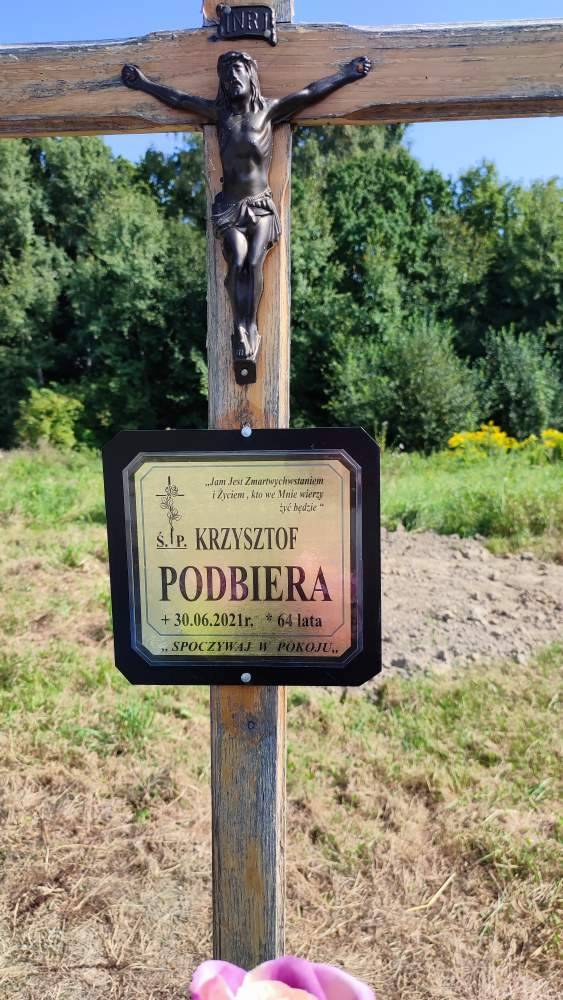 INRI
„Jam Jest Zmartwychwstaniem
i Życiem , kto we Mnie wierzy
żyć będzie “
Ś. P. KRZYSZTOF
PODBIERA
+ 30.06.2021r. * 64 lata
„ SPOCZYWAJ W POKOJU„